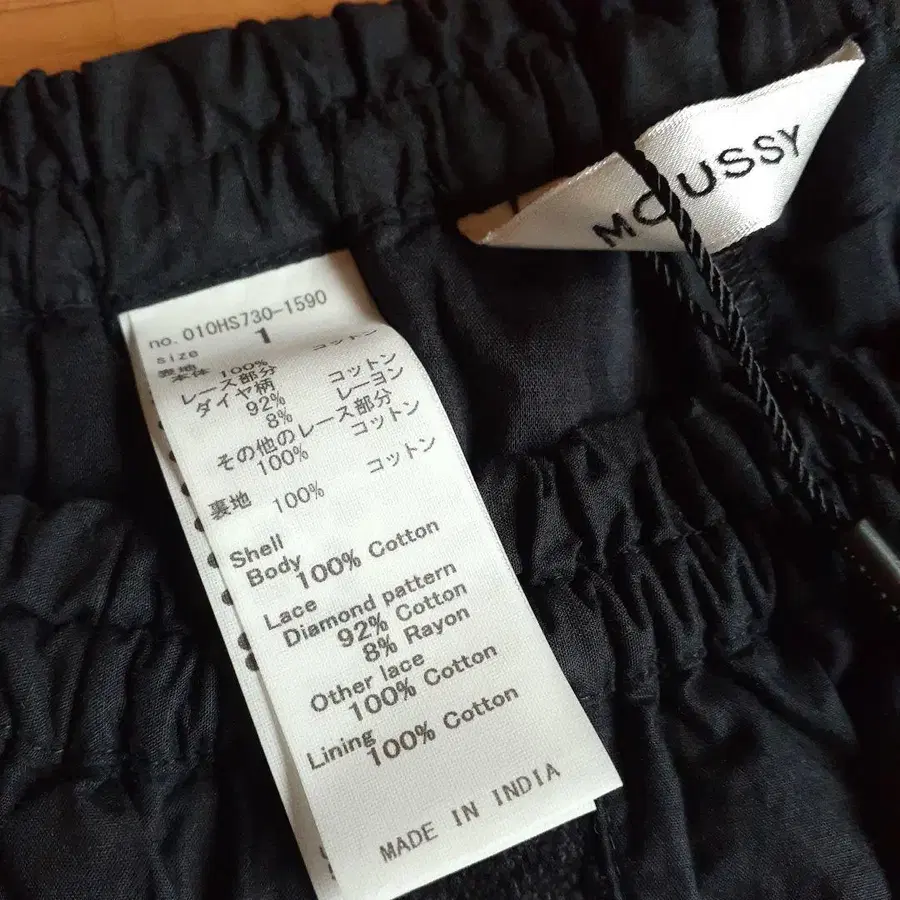 MOUSSY
no. 010HS730-1590
size 1
表地
本体 100% コットン
レース部分
ダイヤ柄
92% コットン
8% レーヨン
その他のレース部分
100% コットン
裏地 100% コットン
Shell
Body
100% Cotton
Lace
Diamond pattern
92% Cotton
8% Rayon
Other lace
100% Cotton
Lining
100% Cotton
MADE IN INDIA